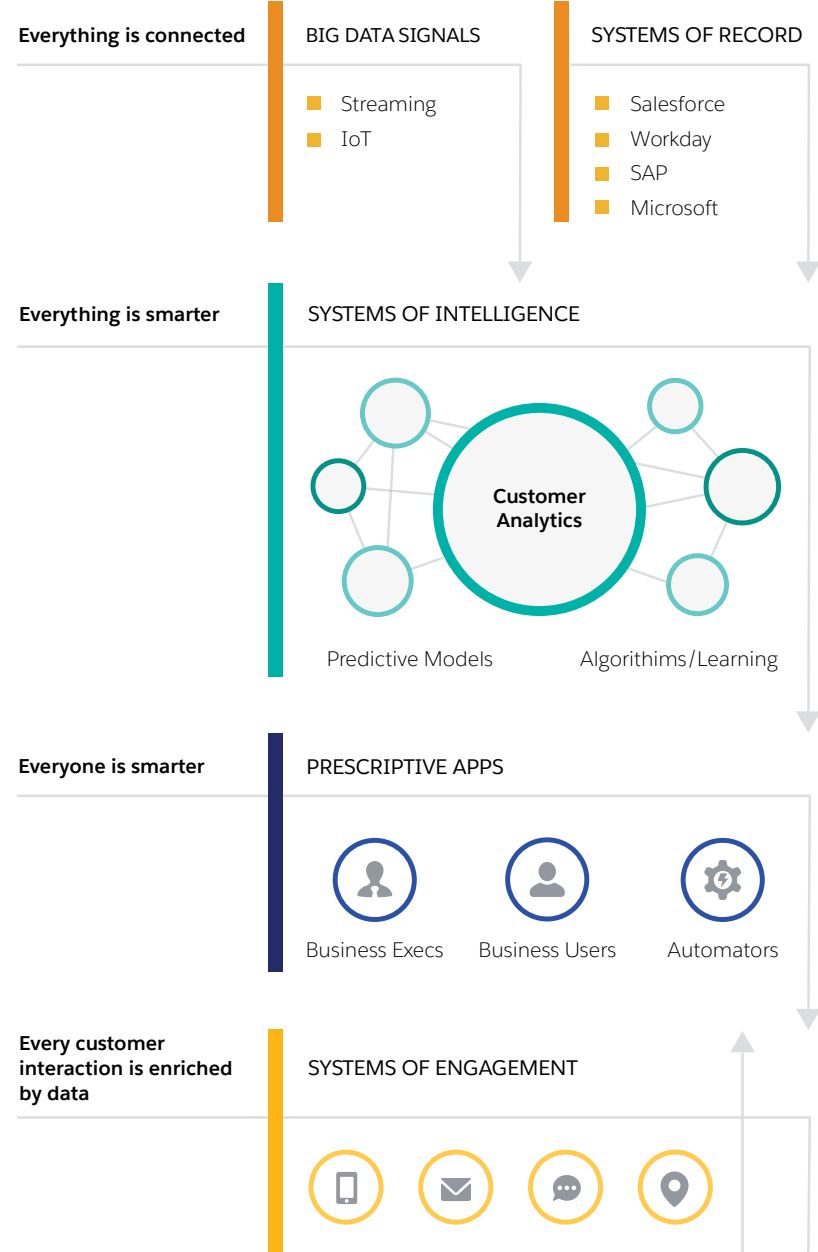 Everything is connected
BIG DATA SIGNALS
Streaming
IoT
SYSTEMS OF RECORD
Salesforce
Workday
SAP
Microsoft
Everything is smarter
SYSTEMS OF INTELLIGENCE
Customer
Analytics
Predictive Models
Algorithims/Learning
Everyone is smarter
PRESCRIPTIVE APPS
Business Execs
Business Users
Automators
Every customer
interaction is enriched
by data
SYSTEMS OF ENGAGEMENT